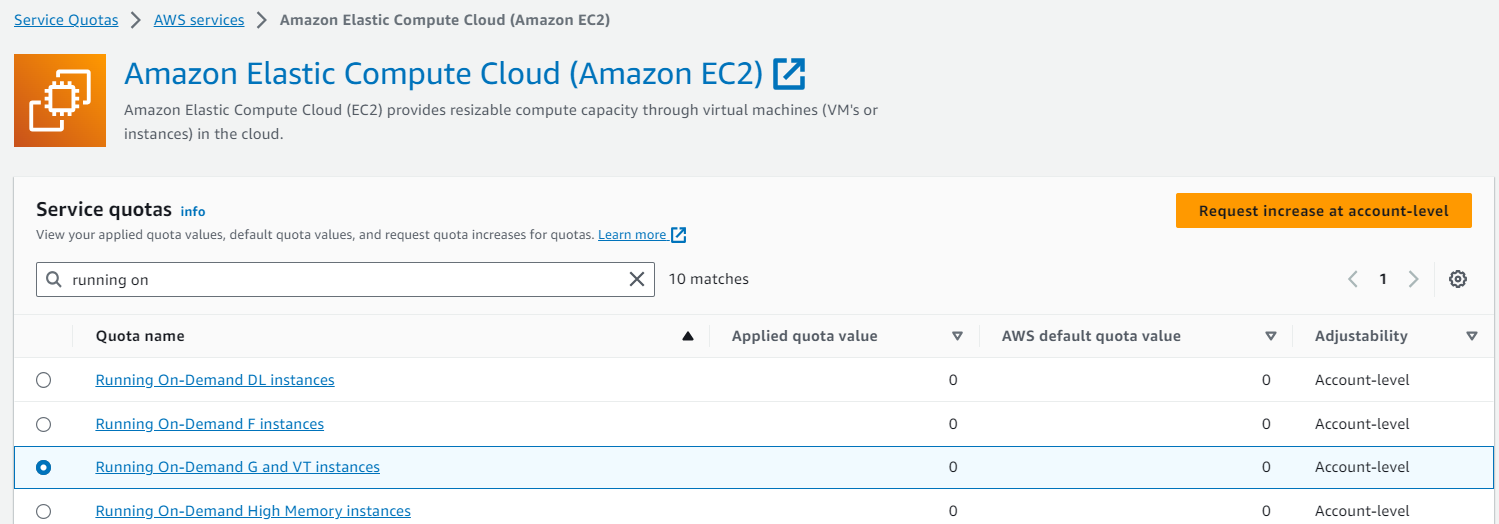 Service Quotas > AWS services > Amazon Elastic Compute Cloud (Amazon EC2)
Amazon Elastic Compute Cloud (Amazon EC2)
Amazon Elastic Compute Cloud (EC2) provides resizable compute capacity through virtual machines (VM's or
instances) in the cloud.
Service quotas info
Request increase at account-level
View your applied quota values, default quota values, and request quota increases for quotas. Learn more
running on 10 matches 1
Quota name Applied quota value AWS default quota value Adjustability
Running On-Demand DL instances 0 0 Account-level
Running On-Demand F instances 0 0 Account-level
Running On-Demand G and VT instances 0 0 Account-level
Running On-Demand High Memory instances 0 0 Account-level